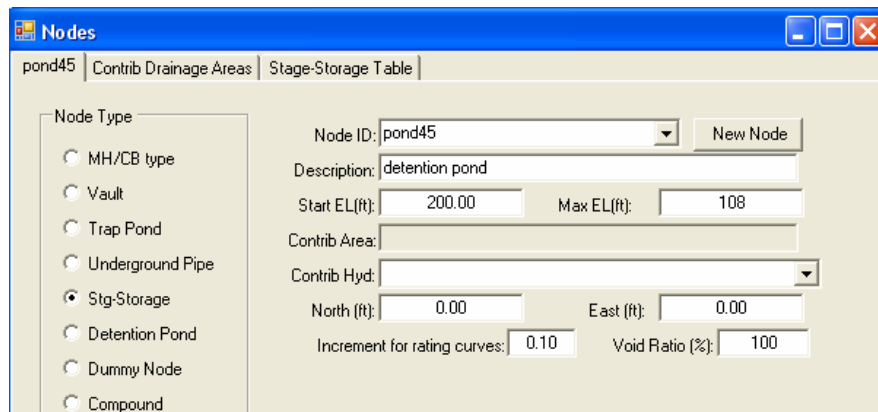 Nodes
pond45 Contrib Drainage Areas Stage-Storage Table
Node Type
MH/CB type
Vault
Trap Pond
Underground Pipe
Stg-Storage
Detention Pond
Dummy Node
Compound
Node ID: pond45 New Node
Description: detention pond
Start EL(ft): 200.00 Max EL(ft): 108
Contrib Area:
Contrib Hyd:
North (ft): 0.00 East (ft): 0.00
Increment for rating curves: 0.10 Void Ratio (%): 100